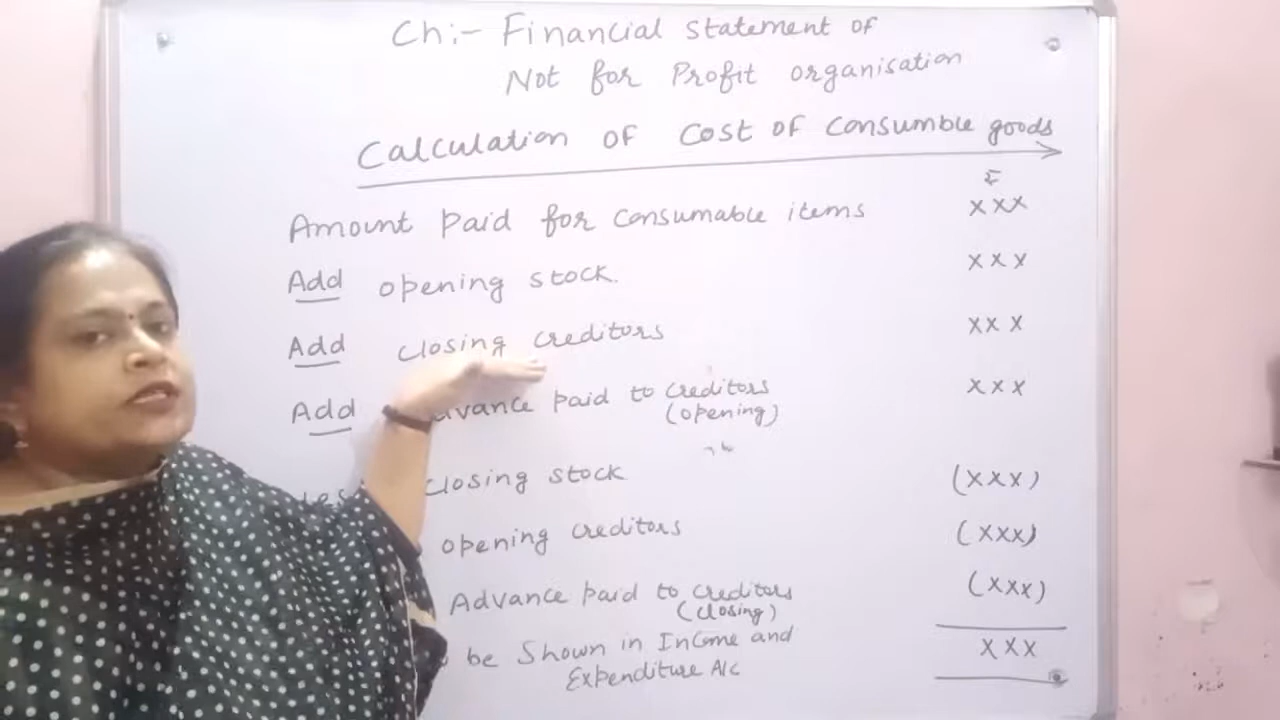 Ch:- Financial statement of
Not for Profit organisation
Calculation of Cost of Consumble goods
₹
Amount paid for consumable items xxx
Add opening stock. xxx
Add closing creditors xxx
Add paid to creditors xxx
(opening)
closing stock (xxx)
opening creditors (xxx)
Advance paid to creditors (xxx)
(closing)
be Shown in Income and xxx
Expenditure A/c